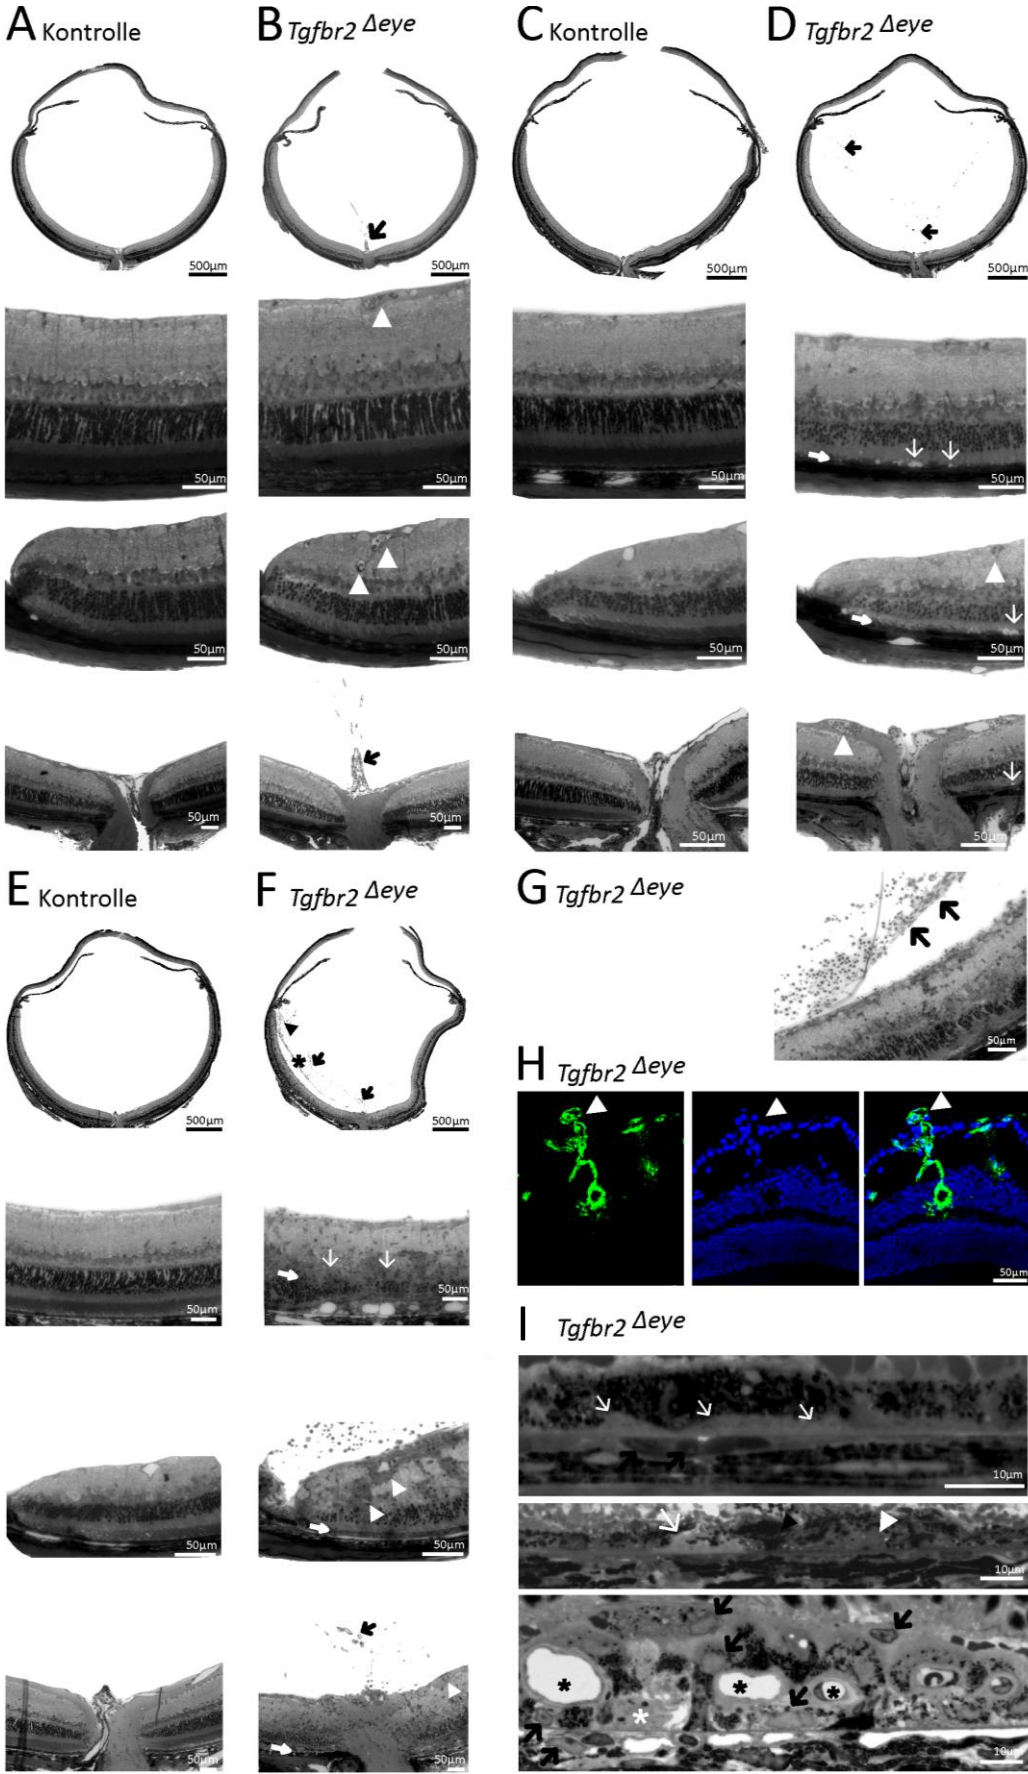 A Kontrolle
B Tgfbr2 Δeye
C Kontrolle
D Tgfbr2 Δeye
500µm
500µm
500µm
500µm
50µm
50µm
50µm
50µm
50µm
50µm
50µm
50µm
50µm
50µm
50µm
50µm
E Kontrolle
F Tgfbr2 Δeye
G Tgfbr2 Δeye
50µm
H Tgfbr2 Δeye
500µm
500µm
50µm
50µm
50µm
I Tgfbr2 Δeye
10µm
50µm
50µm
10µm
50µm
50µm
10µm